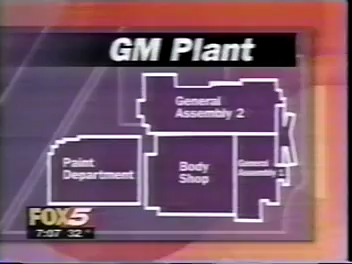 GM Plant
General
Assembly 2
Paint
Department
Body
Shop
General
Assembly 1
FOX5
7:07 32°